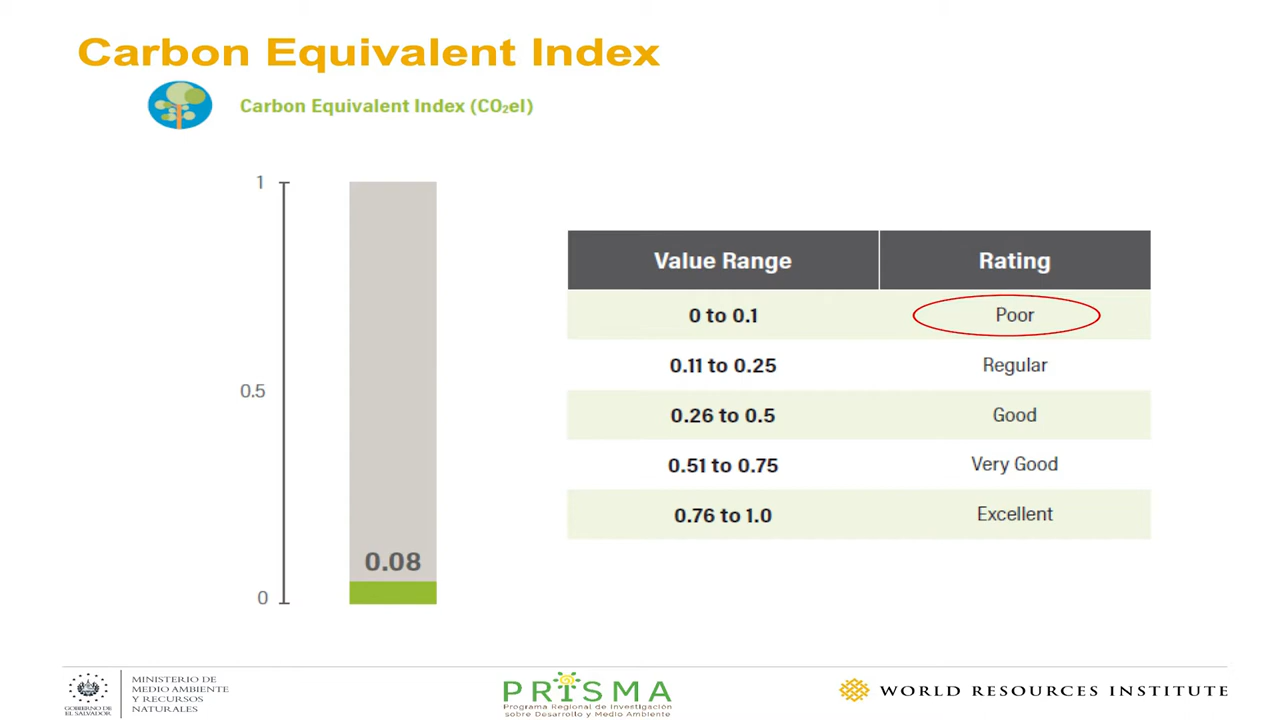 Carbon Equivalent Index
Carbon Equivalent Index (CO₂eI)
1
0.5
0
0.08
Value Range Rating
0 to 0.1 Poor
0.11 to 0.25 Regular
0.26 to 0.5 Good
0.51 to 0.75 Very Good
0.76 to 1.0 Excellent
GOBIERNO DE
EL SALVADOR
MINISTERIO DE
MEDIO AMBIENTE
Y RECURSOS
NATURALES
PRISMA
Programa Regional de Investigación
sobre Desarrollo y Medio Ambiente
WORLD RESOURCES INSTITUTE